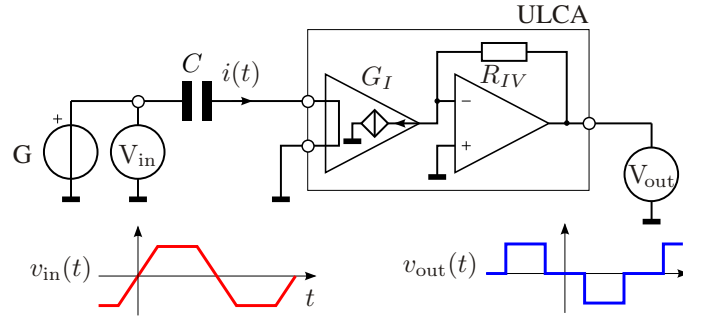 ULCA
C
i(t)
G_I
R_IV
+
−
+
G
V_in
V_out
v_in(t)
t
v_out(t)